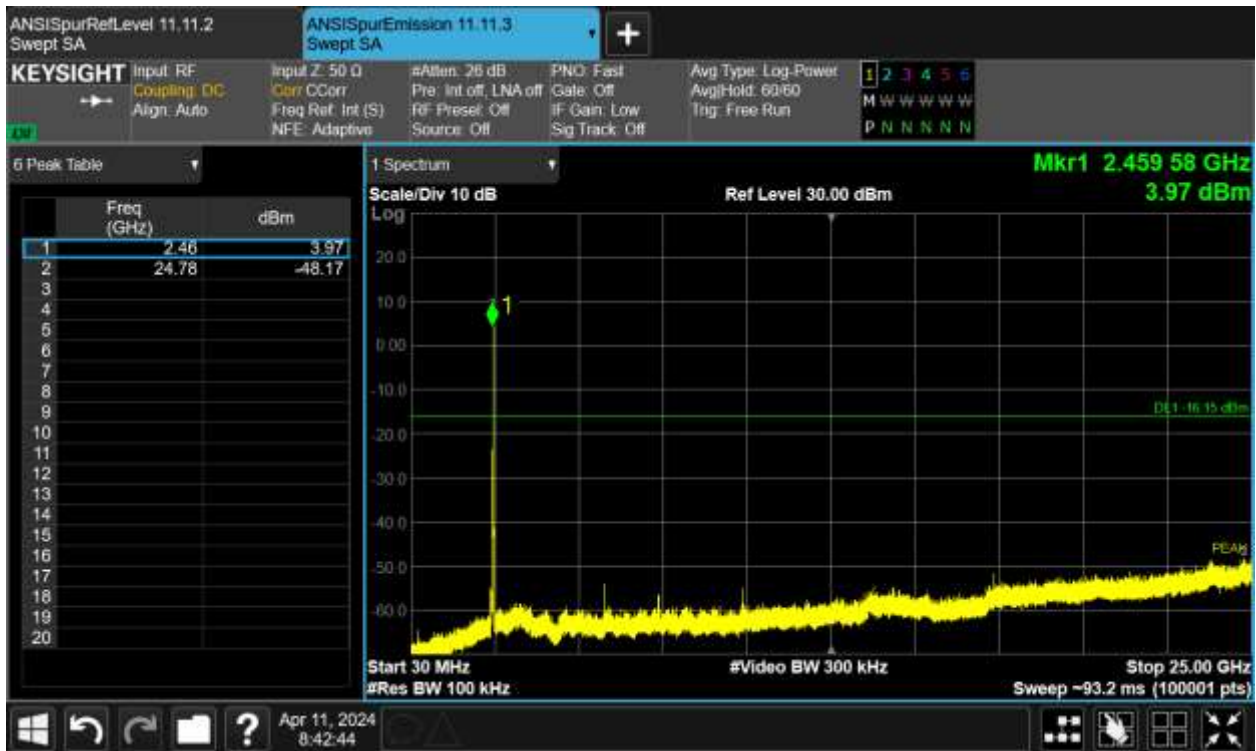 ANSISpurRefLevel 11.11.2
Swept SA
ANSISpurEmission 11.11.3
Swept SA
KEYSIGHT
Input: RF
Coupling: DC
Align: Auto
Input Z: 50 Ω
Corr CCorr
Freq Ref: Int (S)
NFE: Adaptive
#Atten: 26 dB
Pre: Int off, LNA off
RF Presel: Off
Source: Off
PNO: Fast
Gate: Off
IF Gain: Low
Sig Track: Off
Avg Type: Log-Power
Avg|Hold: 60/60
Trig: Free Run
1 2 3 4 5 6
M W W W W W
P N N N N N
6 Peak Table
Freq (GHz) dBm
1 2.46 3.97
2 24.78 -48.17
3
4
5
6
7
8
9
10
11
12
13
14
15
16
17
18
19
20
1 Spectrum
Mkr1 2.459 58 GHz
Scale/Div 10 dB
Ref Level 30.00 dBm
3.97 dBm
Log
20.0
10.0
0.00
-10.0
-20.0
-30.0
-40.0
-50.0
-60.0
1
DL1 -16.15 dBm
PEAK
Start 30 MHz
#Video BW 300 kHz
Stop 25.00 GHz
#Res BW 100 kHz
Sweep ~93.2 ms (100001 pts)
?
Apr 11, 2024
8:42:44